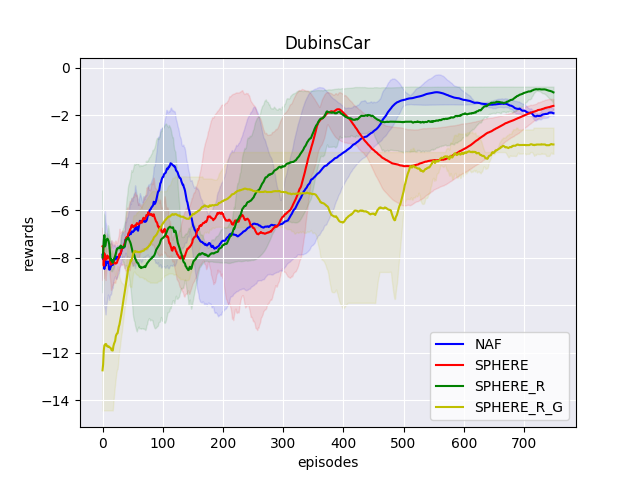 DubinsCar
rewards
0
−2
−4
−6
−8
−10
−12
−14
NAF
SPHERE
SPHERE_R
SPHERE_R_G
0 100 200 300 400 500 600 700
episodes